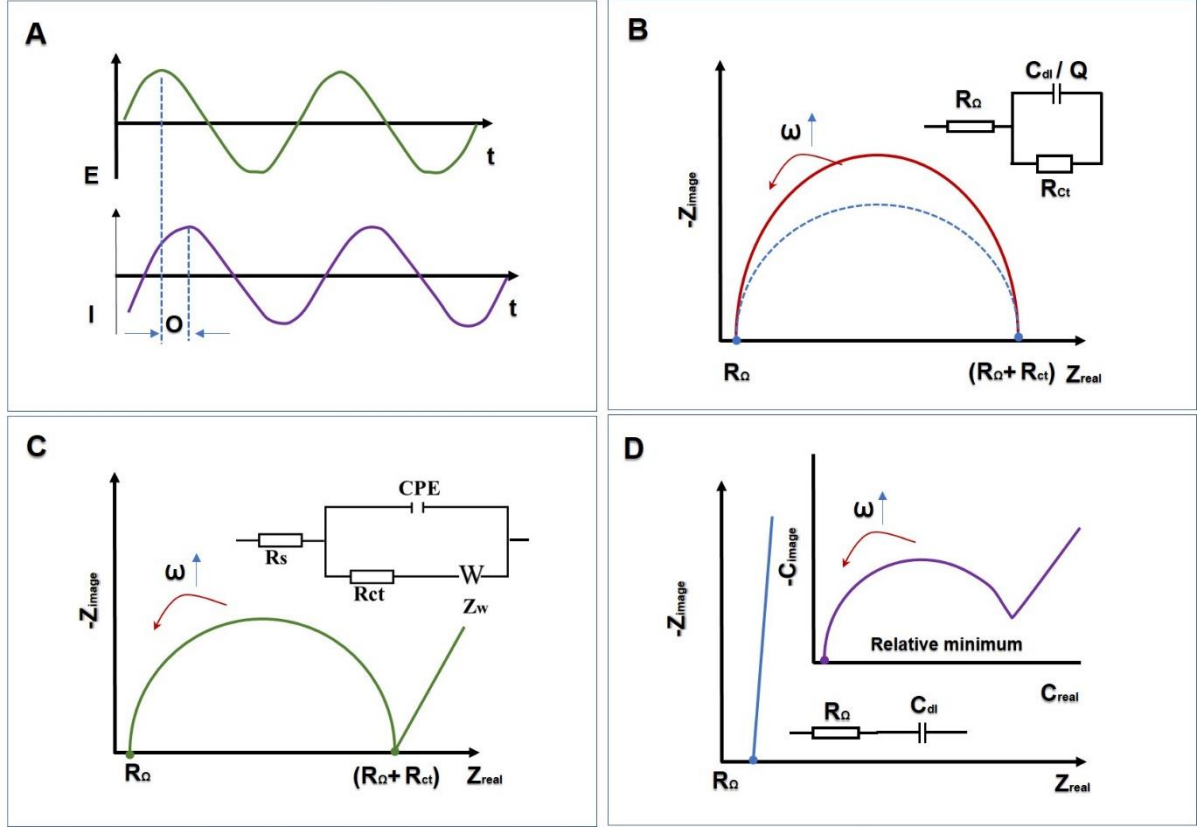 A
E
t
I
O
t
B
-Zimage
ω
RΩ
Cdl / Q
RCt
RΩ
(RΩ+ Rct)
Zreal
C
-Zimage
ω
CPE
Rs
Rct
W
Zw
RΩ
(RΩ+ Rct)
Zreal
D
-Zimage
-Cimage
ω
Relative minimum
Creal
RΩ
Cdl
RΩ
Zreal